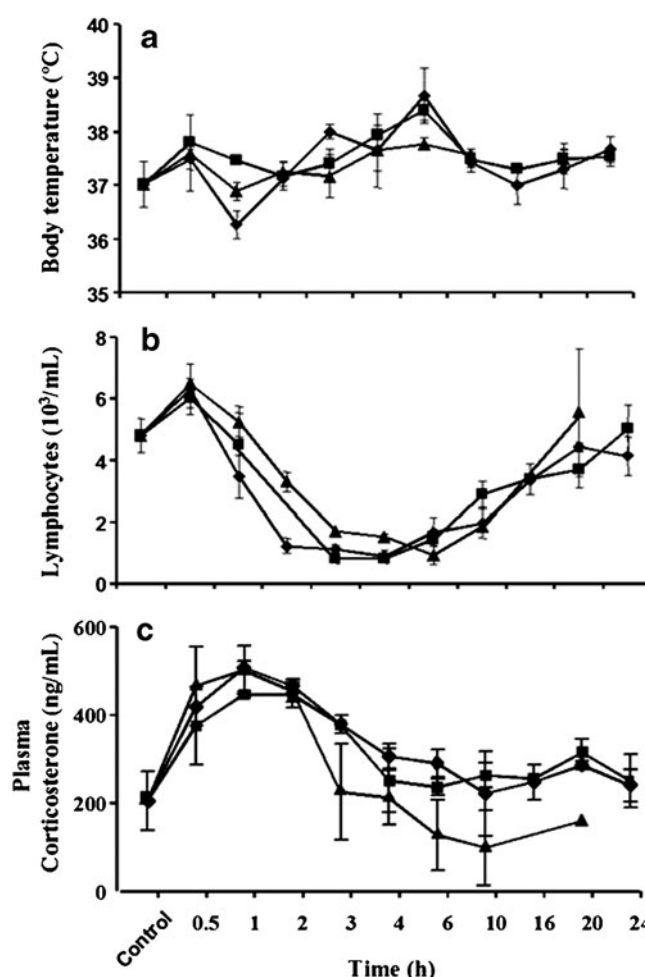 a
40
39
38
37
36
35
Body temperature (°C)
b
8
6
4
2
0
Lymphocytes (10³/mL)
c
600
400
200
0
Plasma
Corticosterone (ng/mL)
Control 0.5 1 2 3 4 6 10 16 20 24
Time (h)